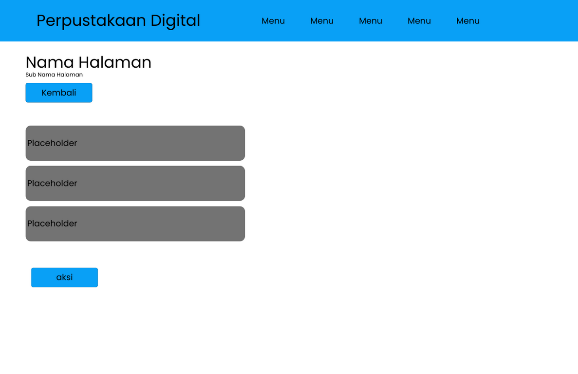 Perpustakaan Digital Menu Menu Menu Menu Menu
Nama Halaman
Sub Nama Halaman
Kembali
Placeholder
Placeholder
Placeholder
aksi